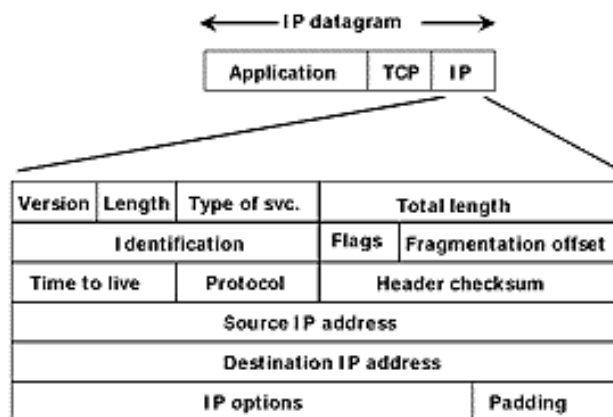 IP datagram
Application TCP IP
Version Length Type of svc. Total length
Identification Flags Fragmentation offset
Time to live Protocol Header checksum
Source IP address
Destination IP address
IP options Padding